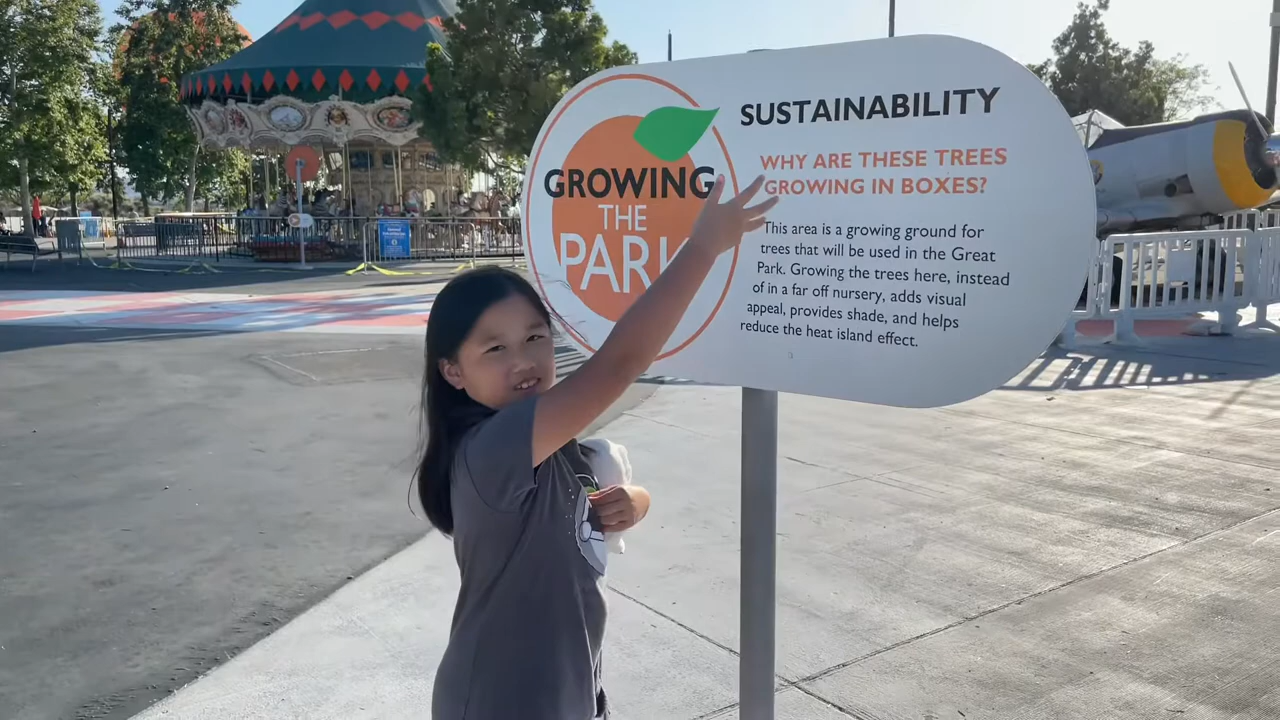 GROWING
THE
PARK
SUSTAINABILITY
WHY ARE THESE TREES
GROWING IN BOXES?
This area is a growing ground for
trees that will be used in the Great
Park. Growing the trees here, instead
of in a far off nursery, adds visual
appeal, provides shade, and helps
reduce the heat island effect.